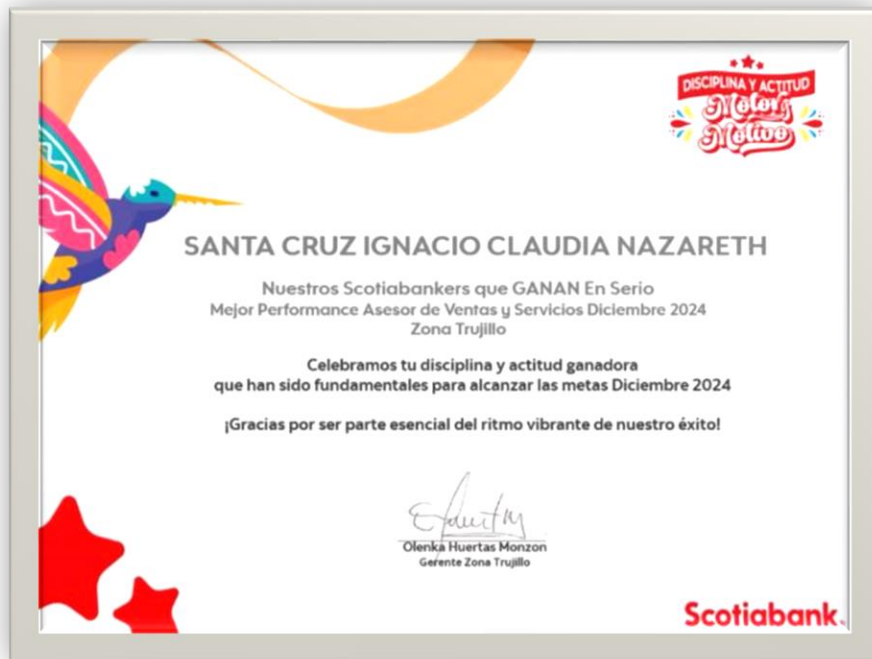 DISCIPLINA Y ACTITUD
Motor y
Motivo
SANTA CRUZ IGNACIO CLAUDIA NAZARETH
Nuestros Scotiabankers que GANAN En Serio
Mejor Performance Asesor de Ventas y Servicios Diciembre 2024
Zona Trujillo
Celebramos tu disciplina y actitud ganadora
que han sido fundamentales para alcanzar las metas Diciembre 2024
¡Gracias por ser parte esencial del ritmo vibrante de nuestro éxito!
Olenka Huertas Monzon
Gerente Zona Trujillo
Scotiabank